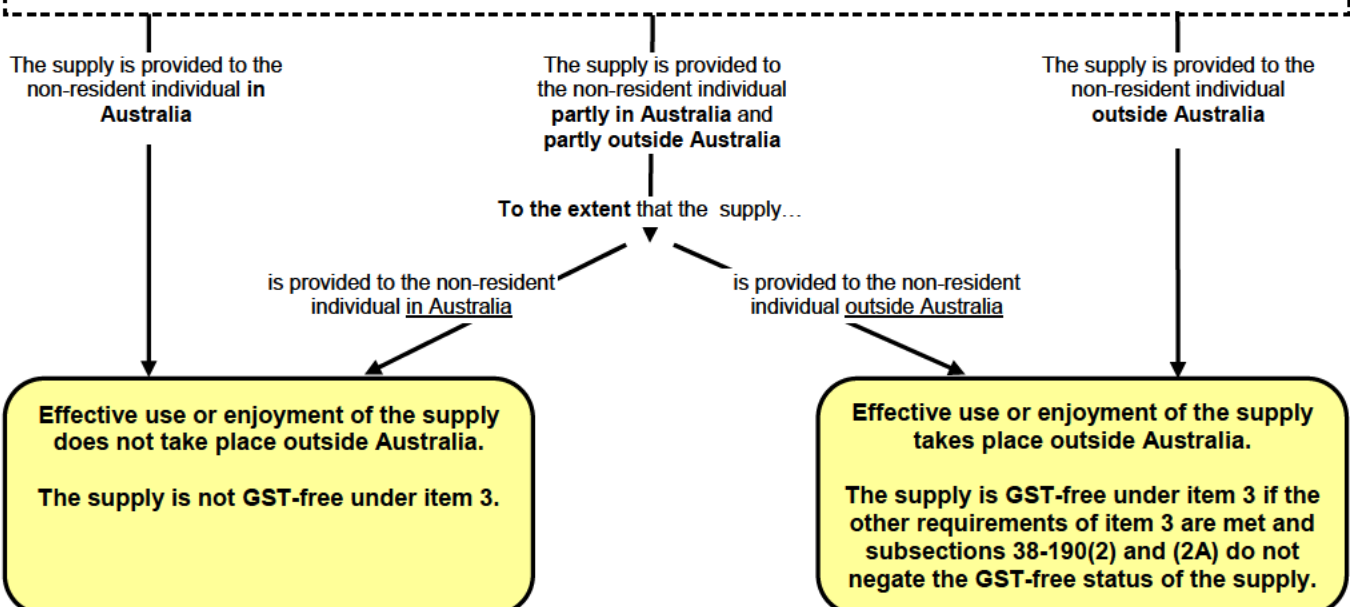 The supply is provided to the
non-resident individual in
Australia
The supply is provided to
the non-resident individual
partly in Australia and
partly outside Australia
The supply is provided to the
non-resident individual
outside Australia
To the extent that the supply…
is provided to the non-resident
individual in Australia
is provided to the non-resident
individual outside Australia
Effective use or enjoyment of the supply
does not take place outside Australia.
The supply is not GST-free under item 3.
Effective use or enjoyment of the supply
takes place outside Australia.
The supply is GST-free under item 3 if the
other requirements of item 3 are met and
subsections 38-190(2) and (2A) do not
negate the GST-free status of the supply.